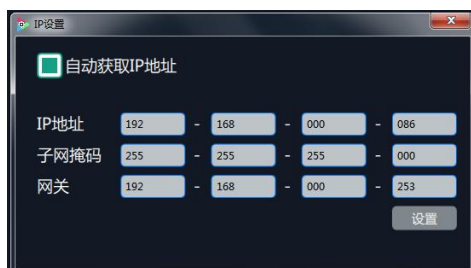 IP设置
自动获取IP地址
IP地址 192 - 168 - 000 - 086
子网掩码 255 - 255 - 255 - 000
网关 192 - 168 - 000 - 253
设置